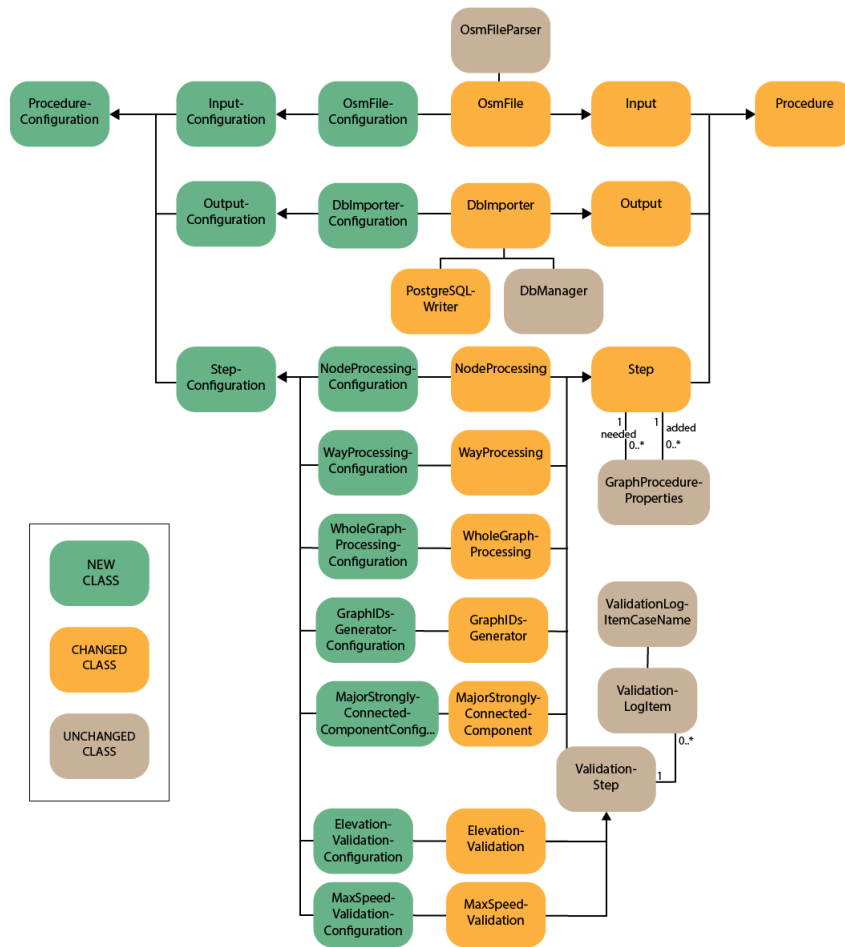 OsmFileParser
Procedure-
Configuration
Input-
Configuration
OsmFile-
Configuration
OsmFile
Input
Procedure
Output-
Configuration
DbImporter-
Configuration
DbImporter
Output
PostgreSQL-
Writer
DbManager
Step-
Configuration
NodeProcessing-
Configuration
NodeProcessing
Step
1
1
needed
added
0..*
0..*
WayProcessing-
Configuration
WayProcessing
GraphProcedure-
Properties
WholeGraph-
Processing-
Configuration
WholeGraph-
Processing
NEW
CLASS
GraphIDs-
Generator-
Configuration
GraphIDs-
Generator
ValidationLog-
ItemCaseName
CHANGED
CLASS
MajorStrongly-
Connected-
ComponentConfig...
MajorStrongly-
Connected-
Component
Validation-
LogItem
UNCHANGED
CLASS
0..*
Validation-
Step
1
Elevation-
Validation-
Configuration
Elevation-
Validation
MaxSpeed-
Validation-
Configuration
MaxSpeed-
Validation